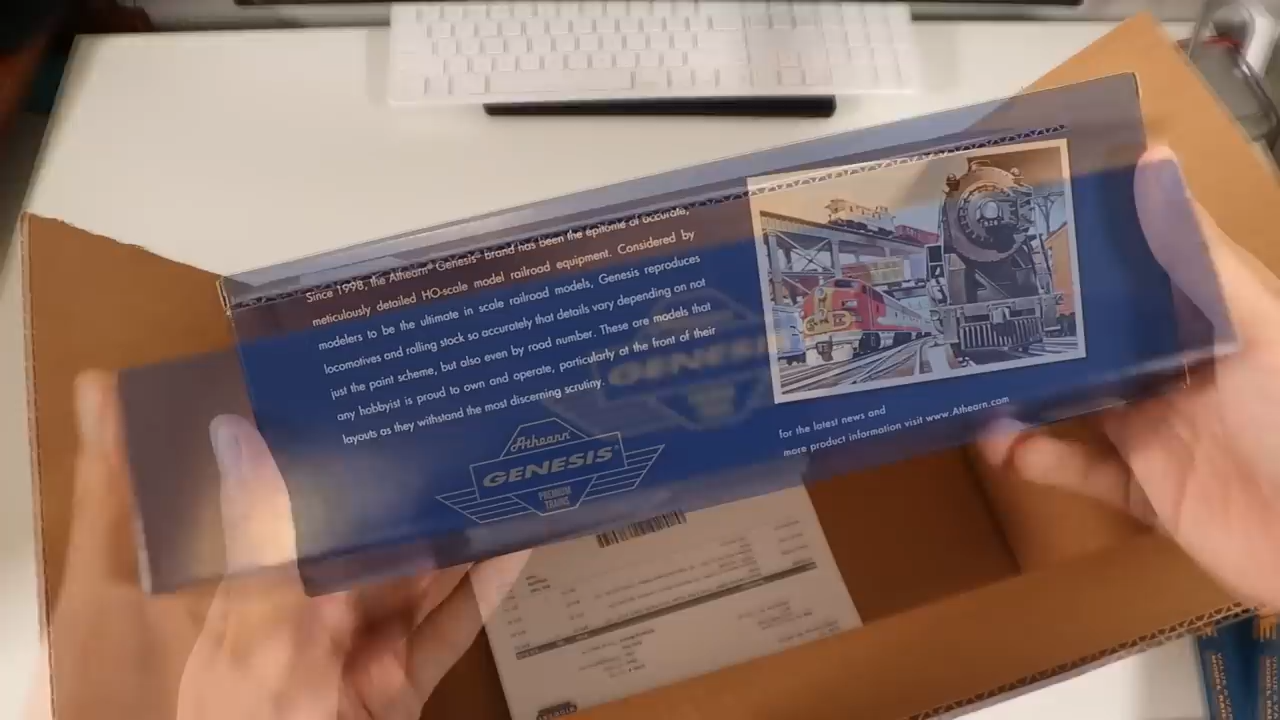 Since 1998, the Athearn® Genesis® brand has been the epitome of accurate,
meticulously detailed HO-scale model railroad equipment. Considered by
modelers to be the ultimate in scale railroad models, Genesis reproduces
locomotives and rolling stock so accurately that details vary depending on not
just the paint scheme, but also even by road number. These are models that
any hobbyist is proud to own and operate, particularly at the front of their
layouts as they withstand the most discerning scrutiny.
Athearn
GENESIS®
PREMIUM
TRAINS
for the latest news and
more product information visit www.Athearn.com
GENESIS